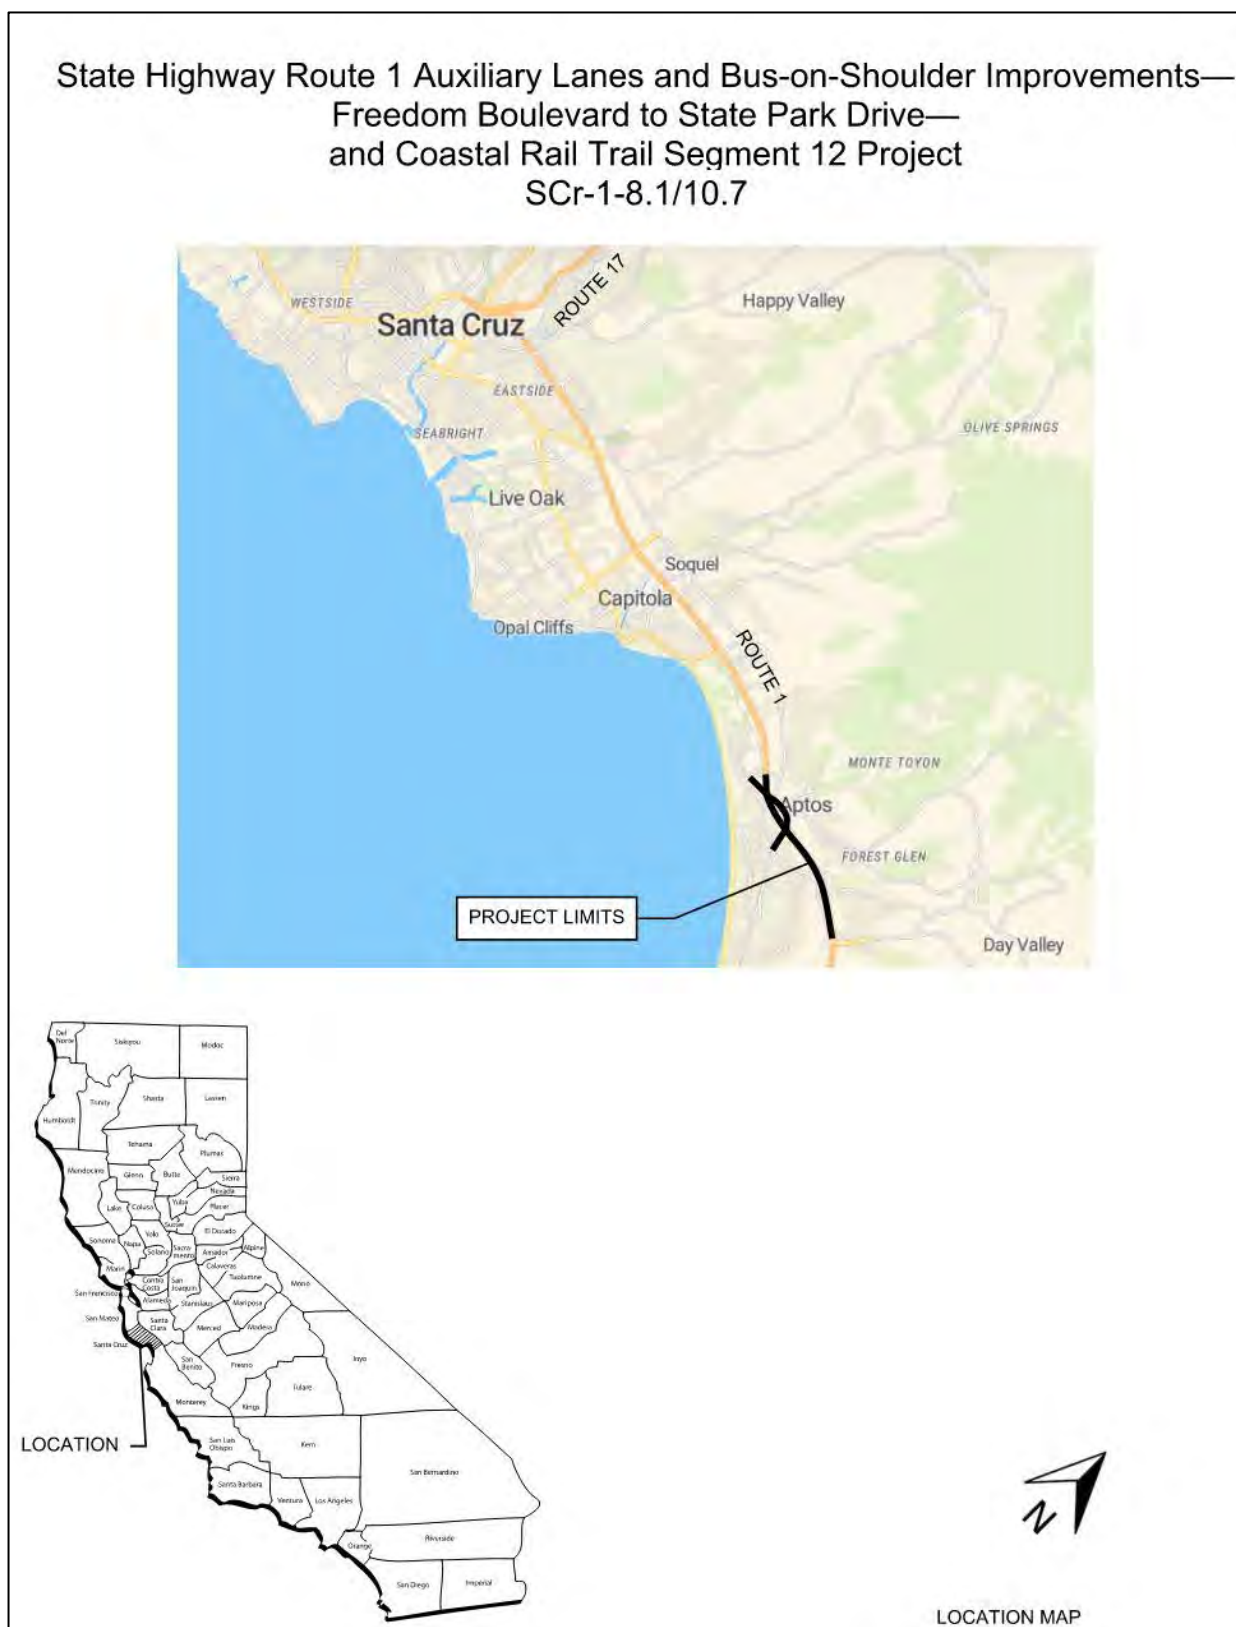 State Highway Route 1 Auxiliary Lanes and Bus-on-Shoulder Improvements—
Freedom Boulevard to State Park Drive—
and Coastal Rail Trail Segment 12 Project
SCr-1-8.1/10.7
ROUTE 17
WESTSIDE
Happy Valley
Santa Cruz
EASTSIDE
SEABRIGHT
OLIVE SPRINGS
Live Oak
Soquel
Capitola
Opal Cliffs
ROUTE 1
MONTE TOYON
Aptos
FOREST GLEN
PROJECT LIMITS
Day Valley
Del
Norte
Siskiyou
Modoc
Humboldt
Trinity
Shasta
Lassen
Tehama
Plumas
Mendocino
Glenn
Butte
Sierra
Nevada
Lake
Colusa
Yuba
Placer
Sutter
Sonoma
Napa
Yolo
El Dorado
Solano
Sacra-
mento
Amador
Alpine
Marin
Calaveras
Contra
Costa
San
Joaquin
Tuolumne
Mono
San Francisco
Alameda
Stanislaus
Mariposa
San Mateo
Santa
Clara
Merced
Madera
Santa Cruz
San
Benito
Fresno
Inyo
Tulare
Monterey
Kings
LOCATION
San Luis
Obispo
Kern
San Bernardino
Santa Barbara
Ventura
Los Angeles
Orange
Riverside
San Diego
Imperial
N
LOCATION MAP